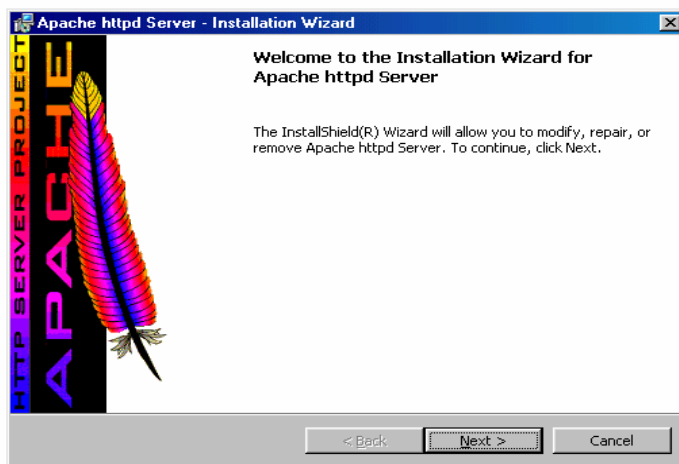 Apache httpd Server - Installation Wizard
HTTP SERVER PROJECT
APACHE
Welcome to the Installation Wizard for
Apache httpd Server
The InstallShield(R) Wizard will allow you to modify, repair, or
remove Apache httpd Server. To continue, click Next.
< Back
Next >
Cancel